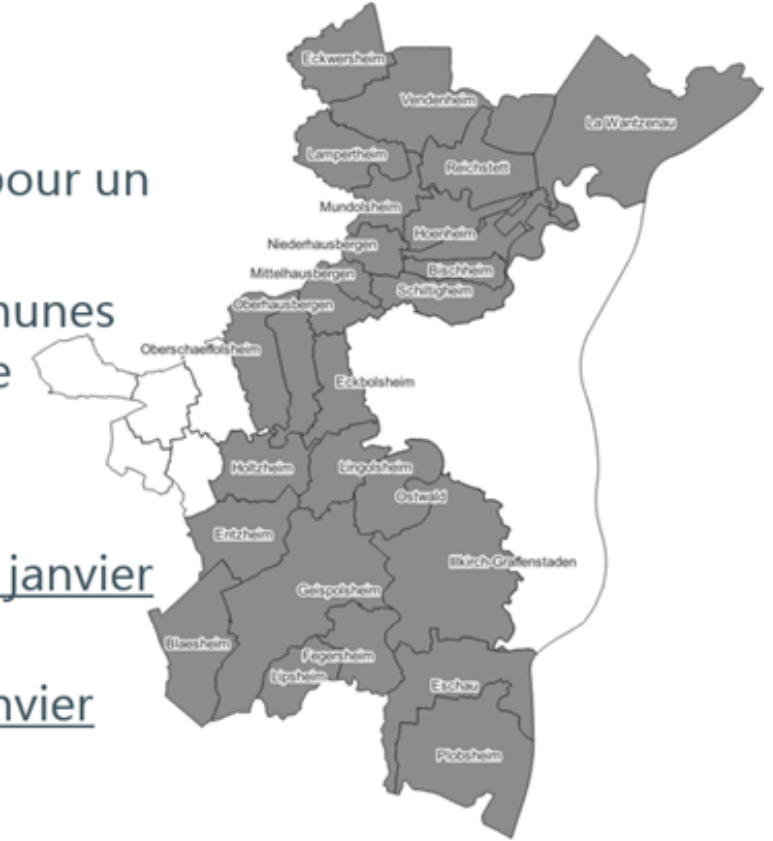 pour un
nunes
e
janvier
nvier
Eckwersheim
Vendenheim
La Wantzenau
Lampertheim
Reichstett
Mundolsheim
Hoenheim
Niederhausbergen
Bischheim
Mittelhausbergen
Schiltigheim
Oberhausbergen
Oberschaeffolsheim
Eckbolsheim
Holtzheim
Lingolsheim
Ostwald
Entzheim
Illkirch-Graffenstaden
Geispolsheim
Blaesheim
Fegersheim
Lipsheim
Eschau
Plobsheim